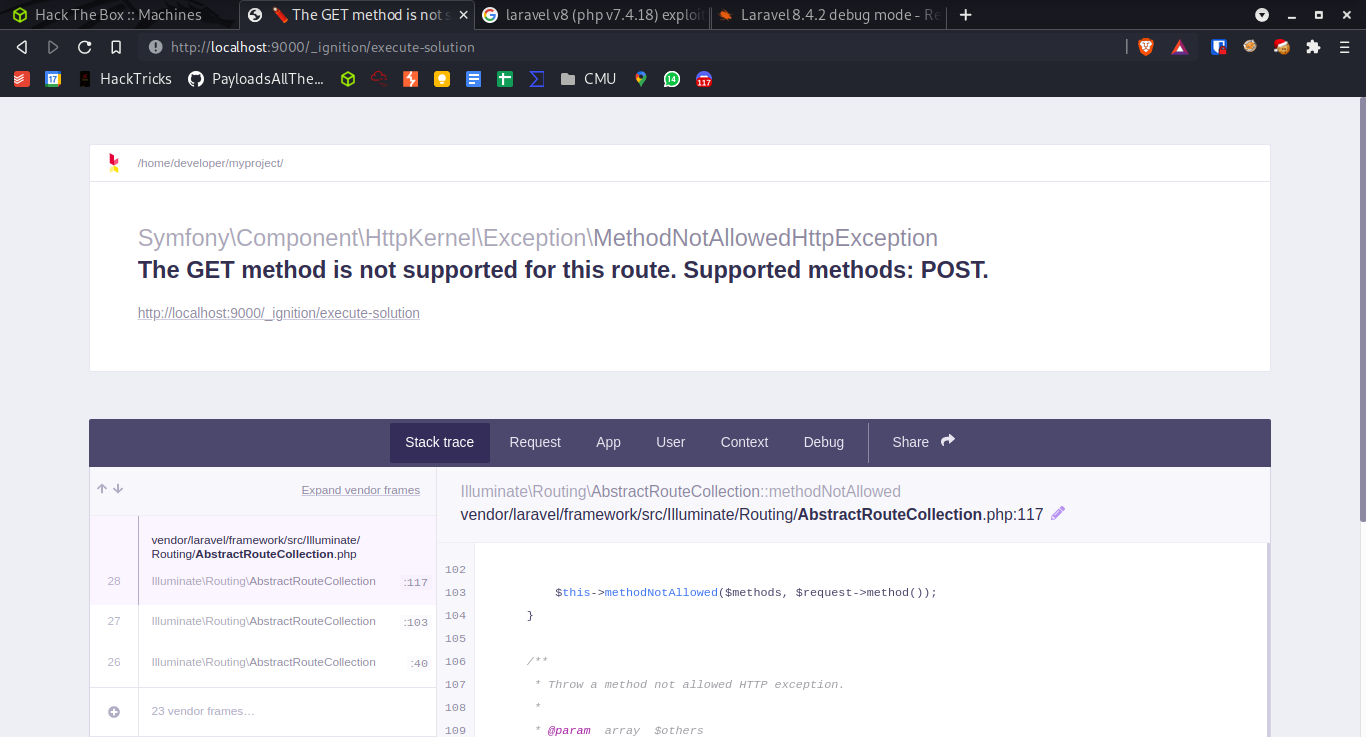 Hack The Box :: Machines
The GET method is not s
laravel v8 (php v7.4.18) exploi
Laravel 8.4.2 debug mode - Re
http://localhost:9000/_ignition/execute-solution
17
HackTricks
PayloadsAllThe...
CMU
14
117
/home/developer/myproject/
Symfony\Component\HttpKernel\Exception\MethodNotAllowedHttpException
The GET method is not supported for this route. Supported methods: POST.
http://localhost:9000/_ignition/execute-solution
Stack trace
Request
App
User
Context
Debug
Share
Expand vendor frames
vendor/laravel/framework/src/Illuminate/
Routing/AbstractRouteCollection.php
28 Illuminate\Routing\AbstractRouteCollection :117
27 Illuminate\Routing\AbstractRouteCollection :103
26 Illuminate\Routing\AbstractRouteCollection :40
23 vendor frames…
Illuminate\Routing\AbstractRouteCollection::methodNotAllowed
vendor/laravel/framework/src/Illuminate/Routing/AbstractRouteCollection.php:117
102
103 $this->methodNotAllowed($methods, $request->method());
104 }
105
106 /**
107 * Throw a method not allowed HTTP exception.
108 *
109 * @param array $others